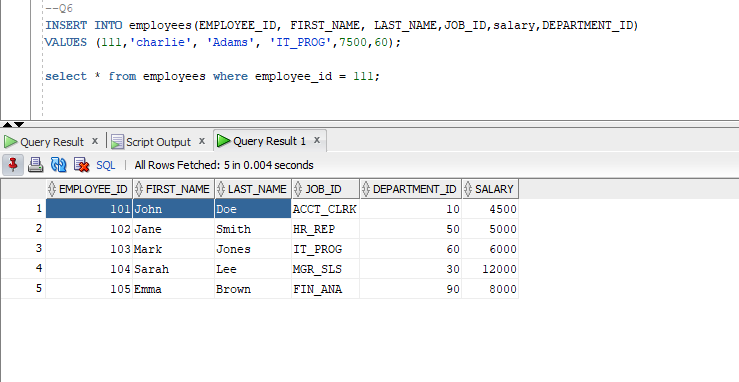 --Q6
INSERT INTO employees(EMPLOYEE_ID, FIRST_NAME, LAST_NAME,JOB_ID,salary,DEPARTMENT_ID)
VALUES (111,'charlie', 'Adams', 'IT_PROG',7500,60);
select * from employees where employee_id = 111;
Query Result x Script Output x Query Result 1 x
SQL | All Rows Fetched: 5 in 0.004 seconds
EMPLOYEE_ID FIRST_NAME LAST_NAME JOB_ID DEPARTMENT_ID SALARY
1 101 John Doe ACCT_CLRK 10 4500
2 102 Jane Smith HR_REP 50 5000
3 103 Mark Jones IT_PROG 60 6000
4 104 Sarah Lee MGR_SLS 30 12000
5 105 Emma Brown FIN_ANA 90 8000